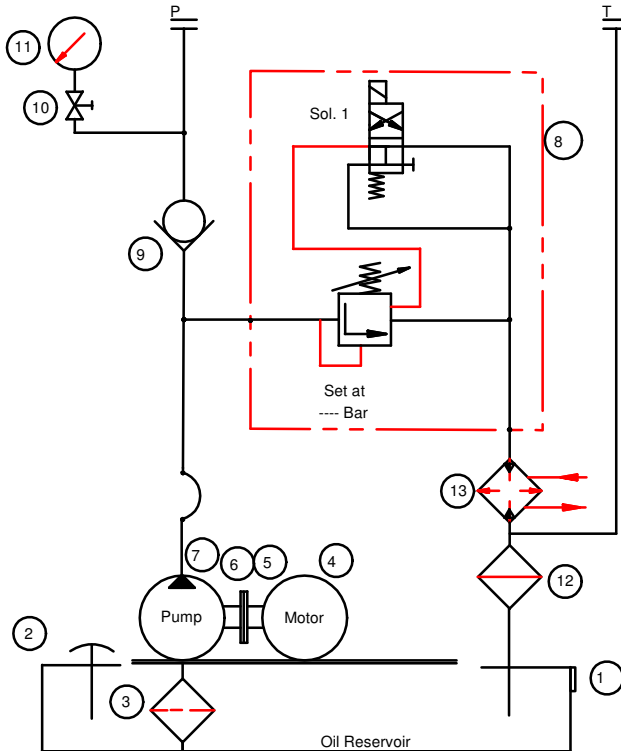 P
T
11
10
Sol. 1
8
9
Set at
---- Bar
13
7
6
5
4
12
Pump
Motor
2
3
1
Oil Reservoir